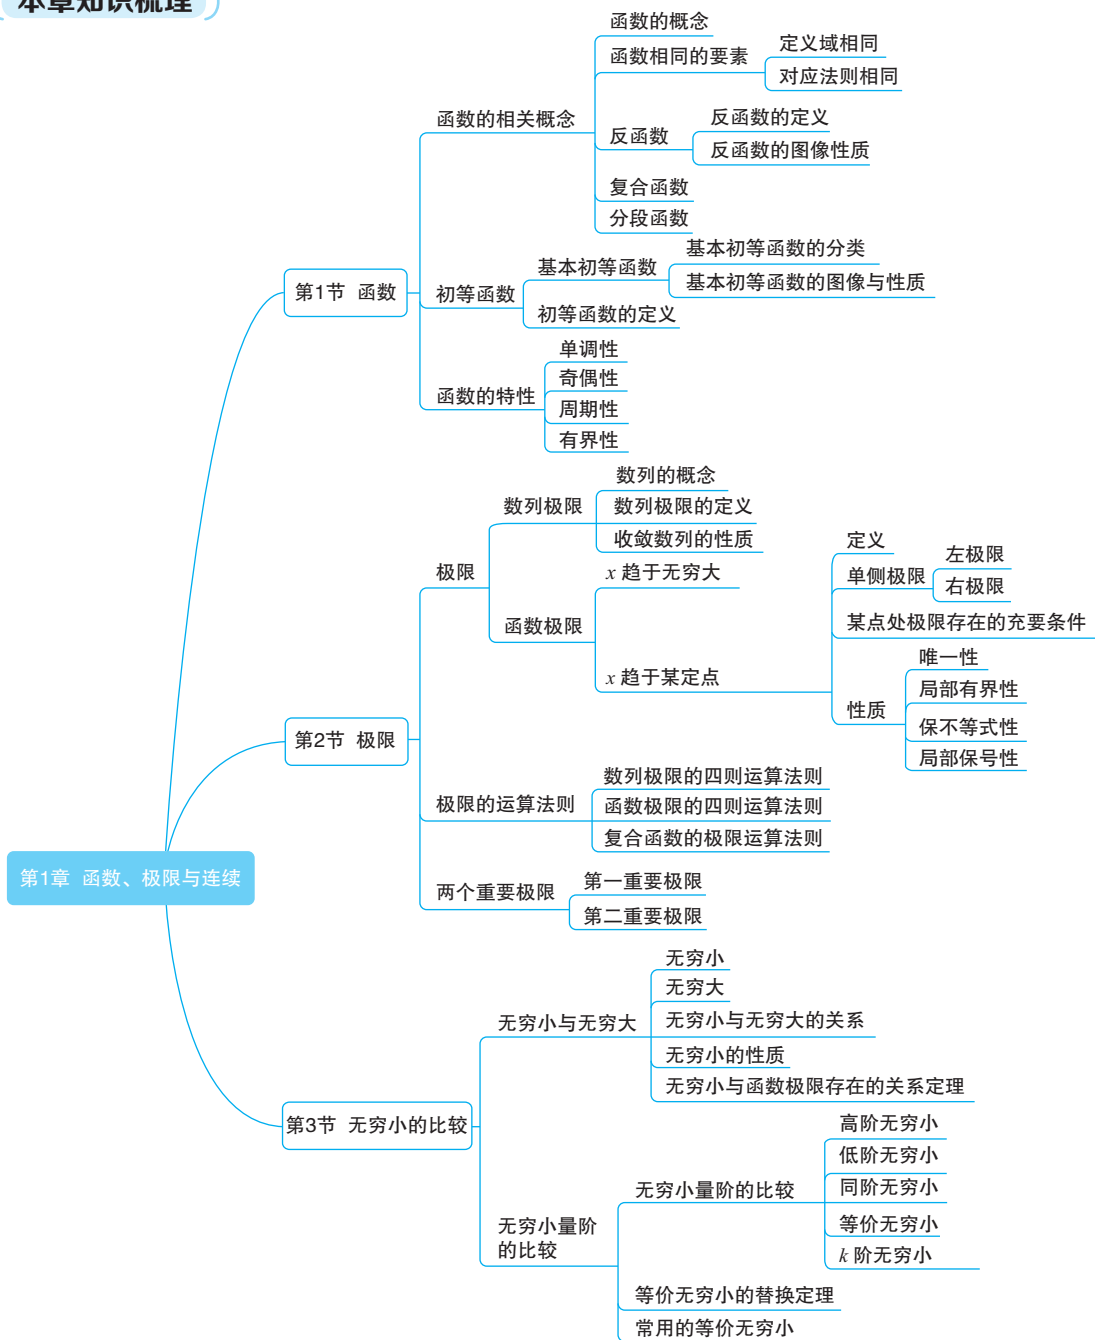 本章知识梳理
函数的概念
函数相同的要素
定义域相同
对应法则相同
函数的相关概念
反函数
反函数的定义
反函数的图像性质
复合函数
分段函数
第1节 函数
初等函数
基本初等函数
基本初等函数的分类
基本初等函数的图像与性质
初等函数的定义
函数的特性
单调性
奇偶性
周期性
有界性
数列极限
数列的概念
数列极限的定义
收敛数列的性质
极限
x 趋于无穷大
函数极限
x 趋于某定点
定义
单侧极限
左极限
右极限
某点处极限存在的充要条件
性质
唯一性
局部有界性
保不等式性
局部保号性
第2节 极限
极限的运算法则
数列极限的四则运算法则
函数极限的四则运算法则
复合函数的极限运算法则
两个重要极限
第一重要极限
第二重要极限
第1章 函数、极限与连续
无穷小与无穷大
无穷小
无穷大
无穷小与无穷大的关系
无穷小的性质
无穷小与函数极限存在的关系定理
第3节 无穷小的比较
无穷小量阶
的比较
无穷小量阶的比较
高阶无穷小
低阶无穷小
同阶无穷小
等价无穷小
k 阶无穷小
等价无穷小的替换定理
常用的等价无穷小